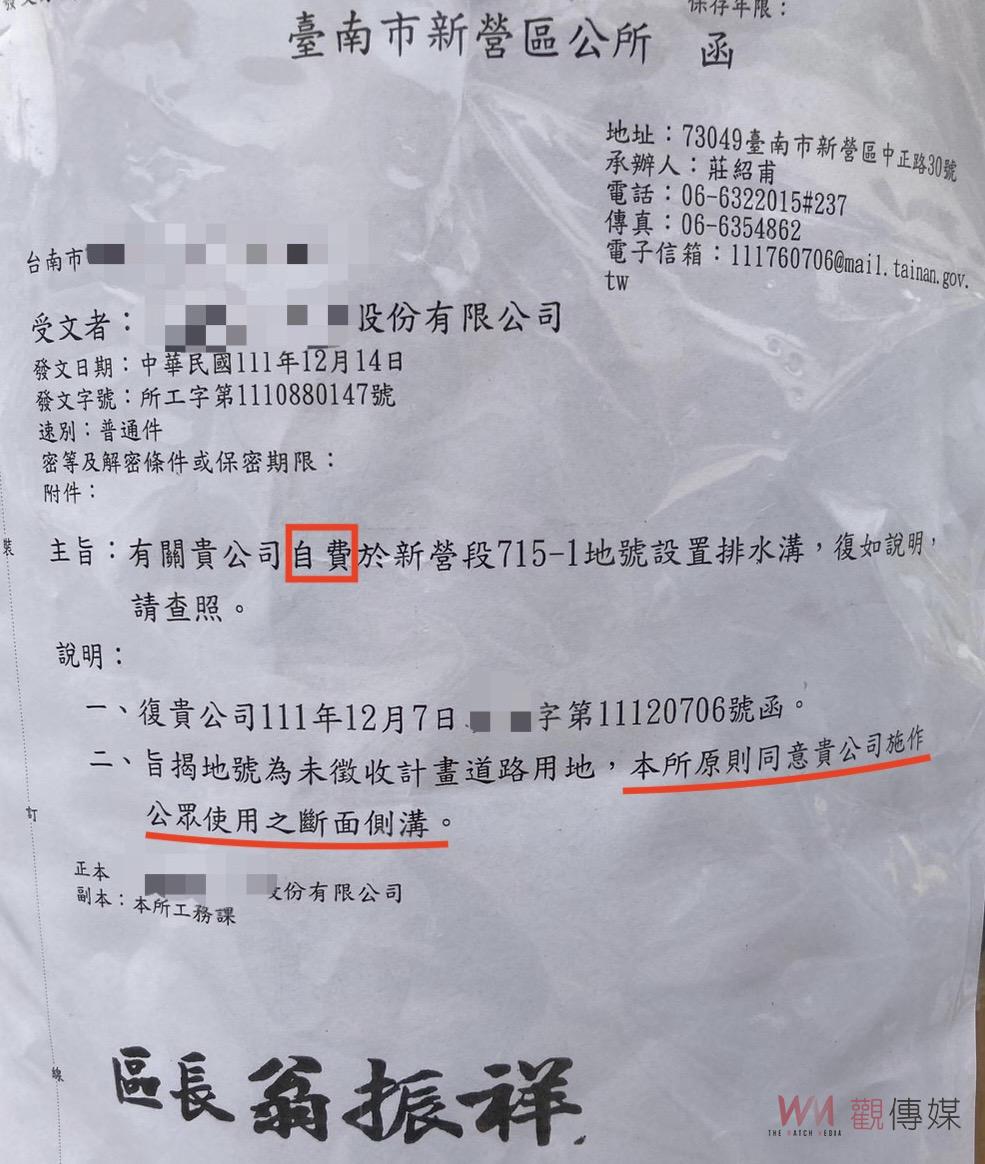 保存年限：
臺南市新營區公所 函
地址：73049臺南市新營區中正路30號
承辦人：莊紹甫
電話：06-6322015#237
傳真：06-6354862
電子信箱：111760706@mail.tainan.gov.
tw
台南市
受文者： 股份有限公司
發文日期：中華民國111年12月14日
發文字號：所工字第1110880147號
速別：普通件
密等及解密條件或保密期限：
附件：
主旨：有關貴公司自費於新營段715-1地號設置排水溝，復如說明，
請查照。
說明：
一、復貴公司111年12月7日 字第11120706號函。
二、旨揭地號為未徵收計畫道路用地，本所原則同意貴公司施作
公眾使用之斷面側溝。
正本
股份有限公司
副本：本所工務課
裝
訂
線
區長 翁振祥
WM 觀傳媒
THE WATCH MEDIA